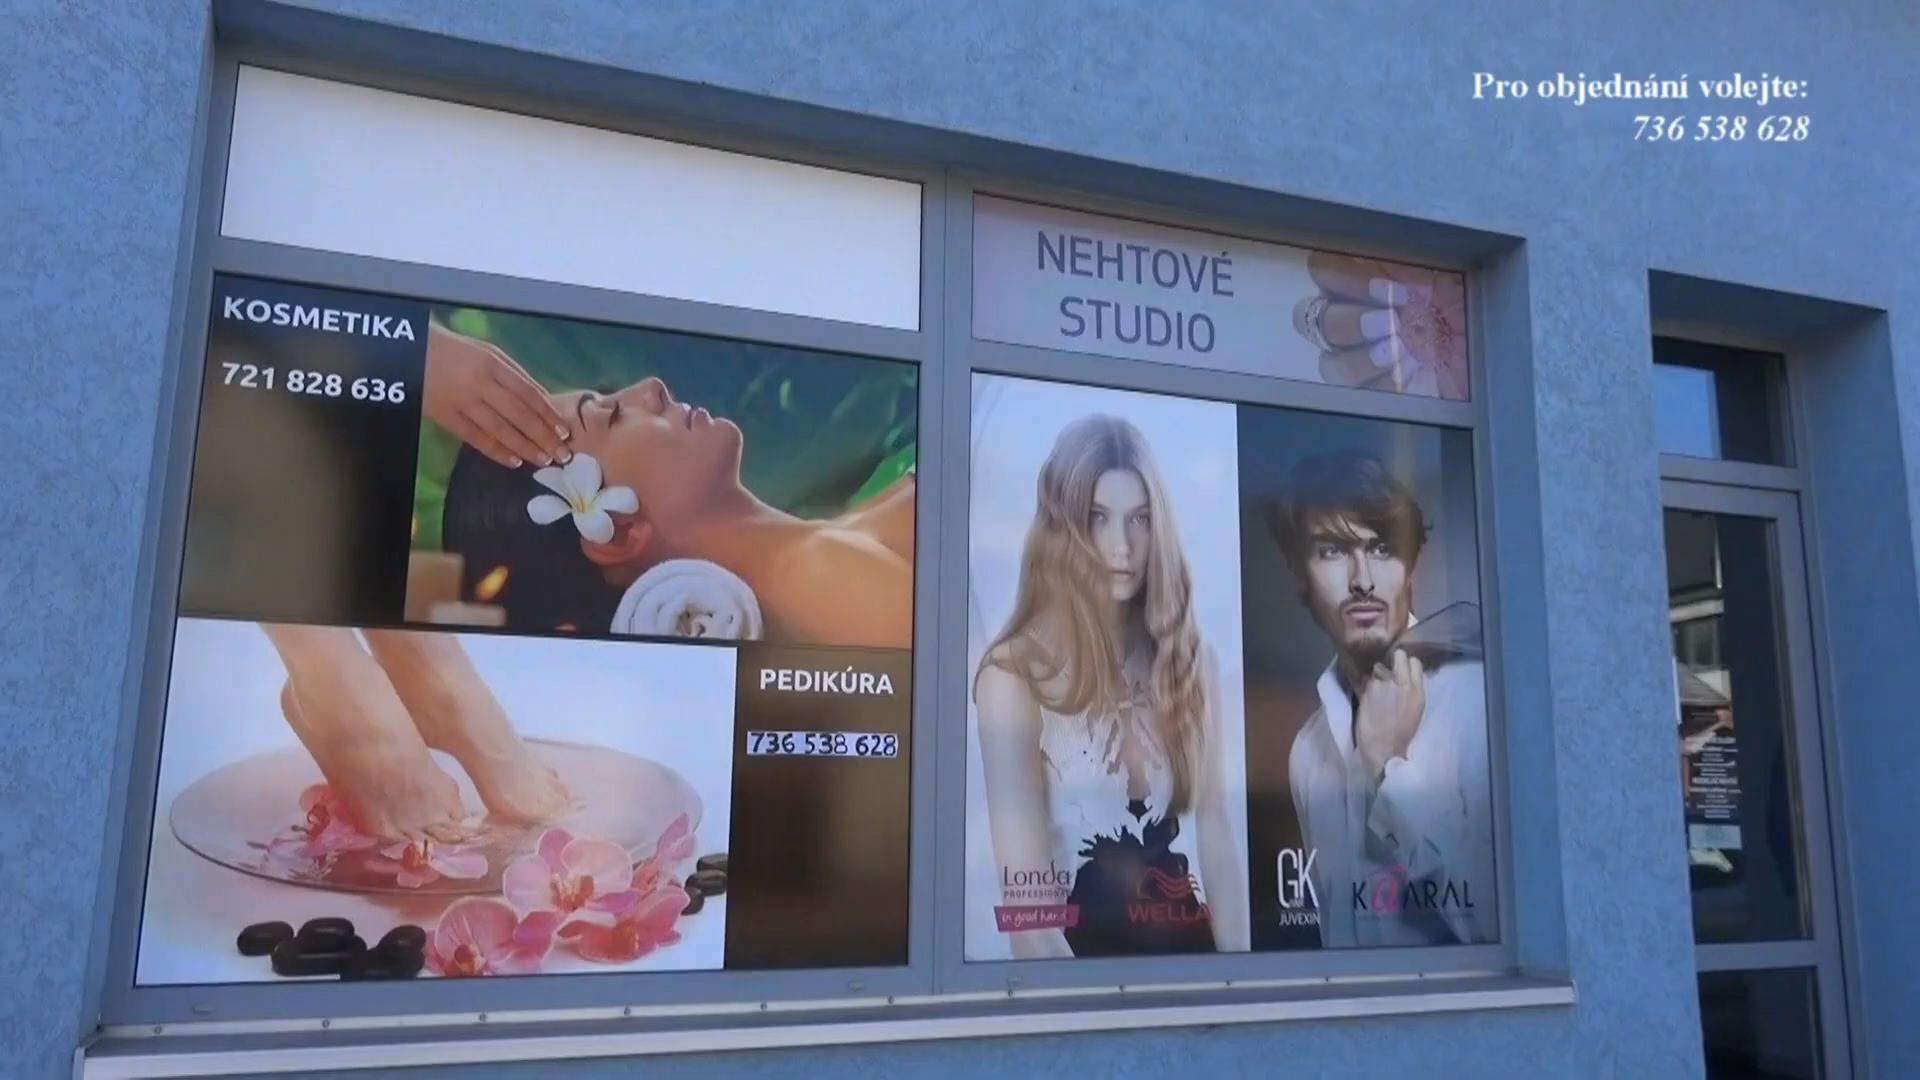 Pro objednání volejte:
736 538 628
NEHTOVÉ
STUDIO
KOSMETIKA
721 828 636
PEDIKÚRA
736 538 628
Londa
PROFESSIONAL
in good hands
WELLA
GK
JUVEXIN
K@ARAL